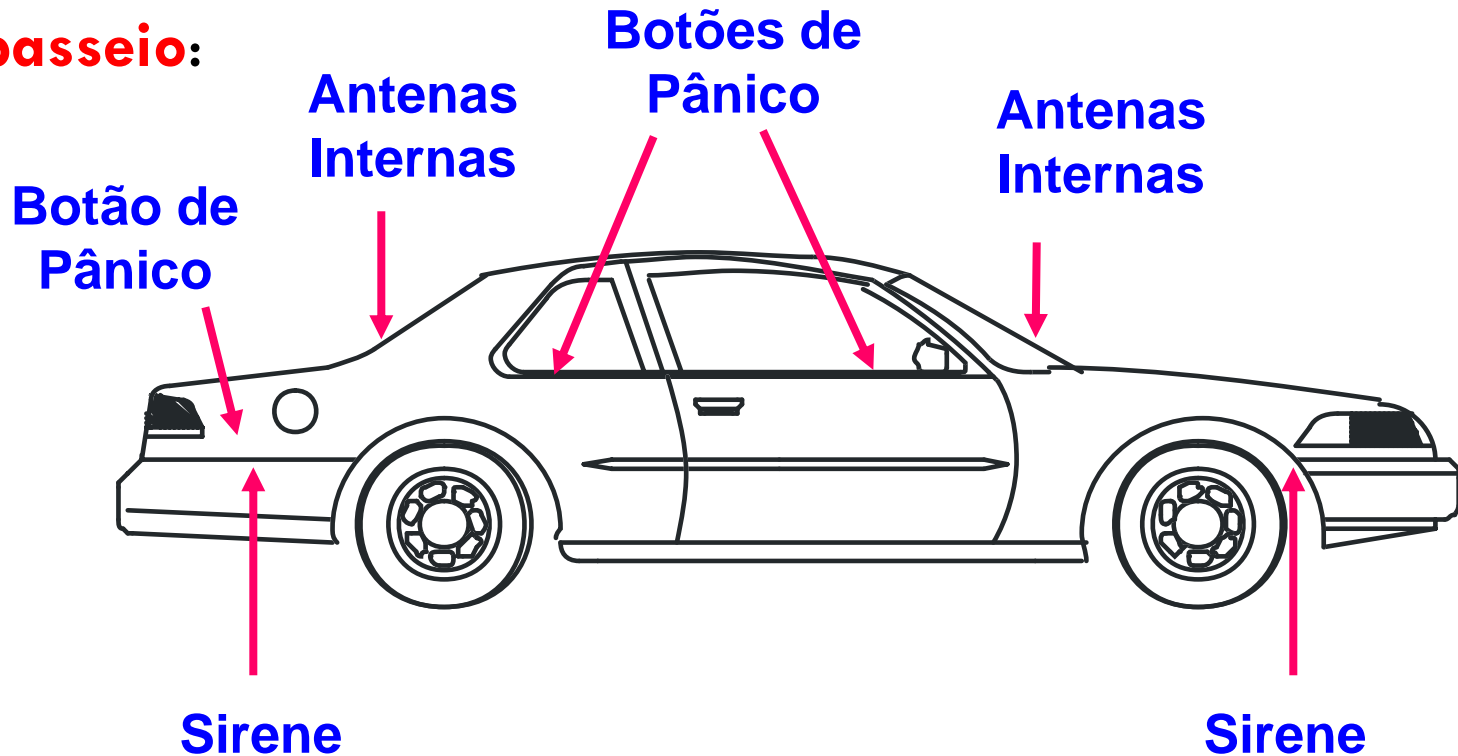 passeio:
Botões de
Pânico
Antenas
Internas
Antenas
Internas
Botão de
Pânico
Sirene
Sirene